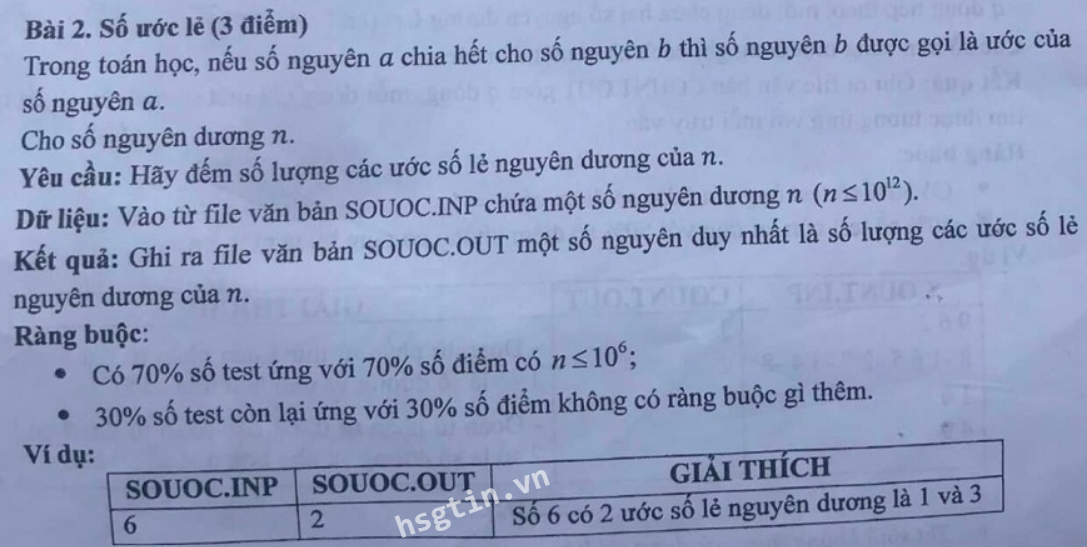 Bài 2. Số ước lẻ (3 điểm)
Trong toán học, nếu số nguyên a chia hết cho số nguyên b thì số nguyên b được gọi là ước của
số nguyên a.
Cho số nguyên dương n.
Yêu cầu: Hãy đếm số lượng các ước số lẻ nguyên dương của n.
Dữ liệu: Vào từ file văn bản SOUOC.INP chứa một số nguyên dương n (n ≤ 10¹²).
Kết quả: Ghi ra file văn bản SOUOC.OUT một số nguyên duy nhất là số lượng các ước số lẻ
nguyên dương của n.
Ràng buộc:
• Có 70% số test ứng với 70% số điểm có n ≤ 10⁶;
• 30% số test còn lại ứng với 30% số điểm không có ràng buộc gì thêm.
Ví dụ:
SOUOC.INP SOUOC.OUT GIẢI THÍCH
6 2 Số 6 có 2 ước số lẻ nguyên dương là 1 và 3
hsgtin.vn